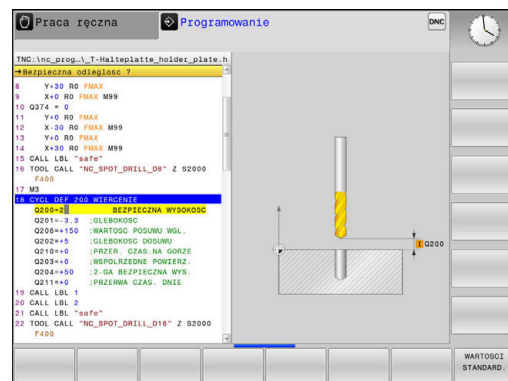 Praca ręczna
Programowanie
DNC
TNC:\nc_prog…\_T-Halteplatte_holder_plate.h
→Bezpieczna odleglosc ?
8 Y+30 R0 FMAX
9 X+0 R0 FMAX M99
10 Q374 = 0
11 Y+0 R0 FMAX
12 X-30 R0 FMAX M99
13 Y+0 R0 FMAX
14 X+30 R0 FMAX M99
15 CALL LBL "safe"
16 TOOL CALL "NC_SPOT_DRILL_D8" Z S2000
F400
17 M3
18 CYCL DEF 200 WIERCENIE
Q200=2 BEZPIECZNA WYSOKOSC
Q201=-3.3 ;GLEBOKOSC
Q206=+150 ;WARTOSC POSUWU WGL.
Q202=+5 ;GLEBOKOSC DOSUWU
Q210=+0 ;PRZER. CZAS.NA GORZE
Q203=+0 ;WSPOLRZEDNE POWIERZ.
Q204=+50 ;2-GA BEZPIECZNA WYS.
Q211=+0 ;PRZERWA CZAS. DNIE
19 CALL LBL 1
20 CALL LBL 2
21 CALL LBL "safe"
22 TOOL CALL "NC_SPOT_DRILL_D16" Z S2000
F400
I Q200
WARTOSCI
STANDARD.